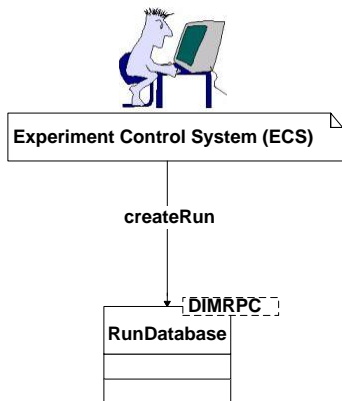 Experiment Control System (ECS)
createRun
DIMRPC
RunDatabase